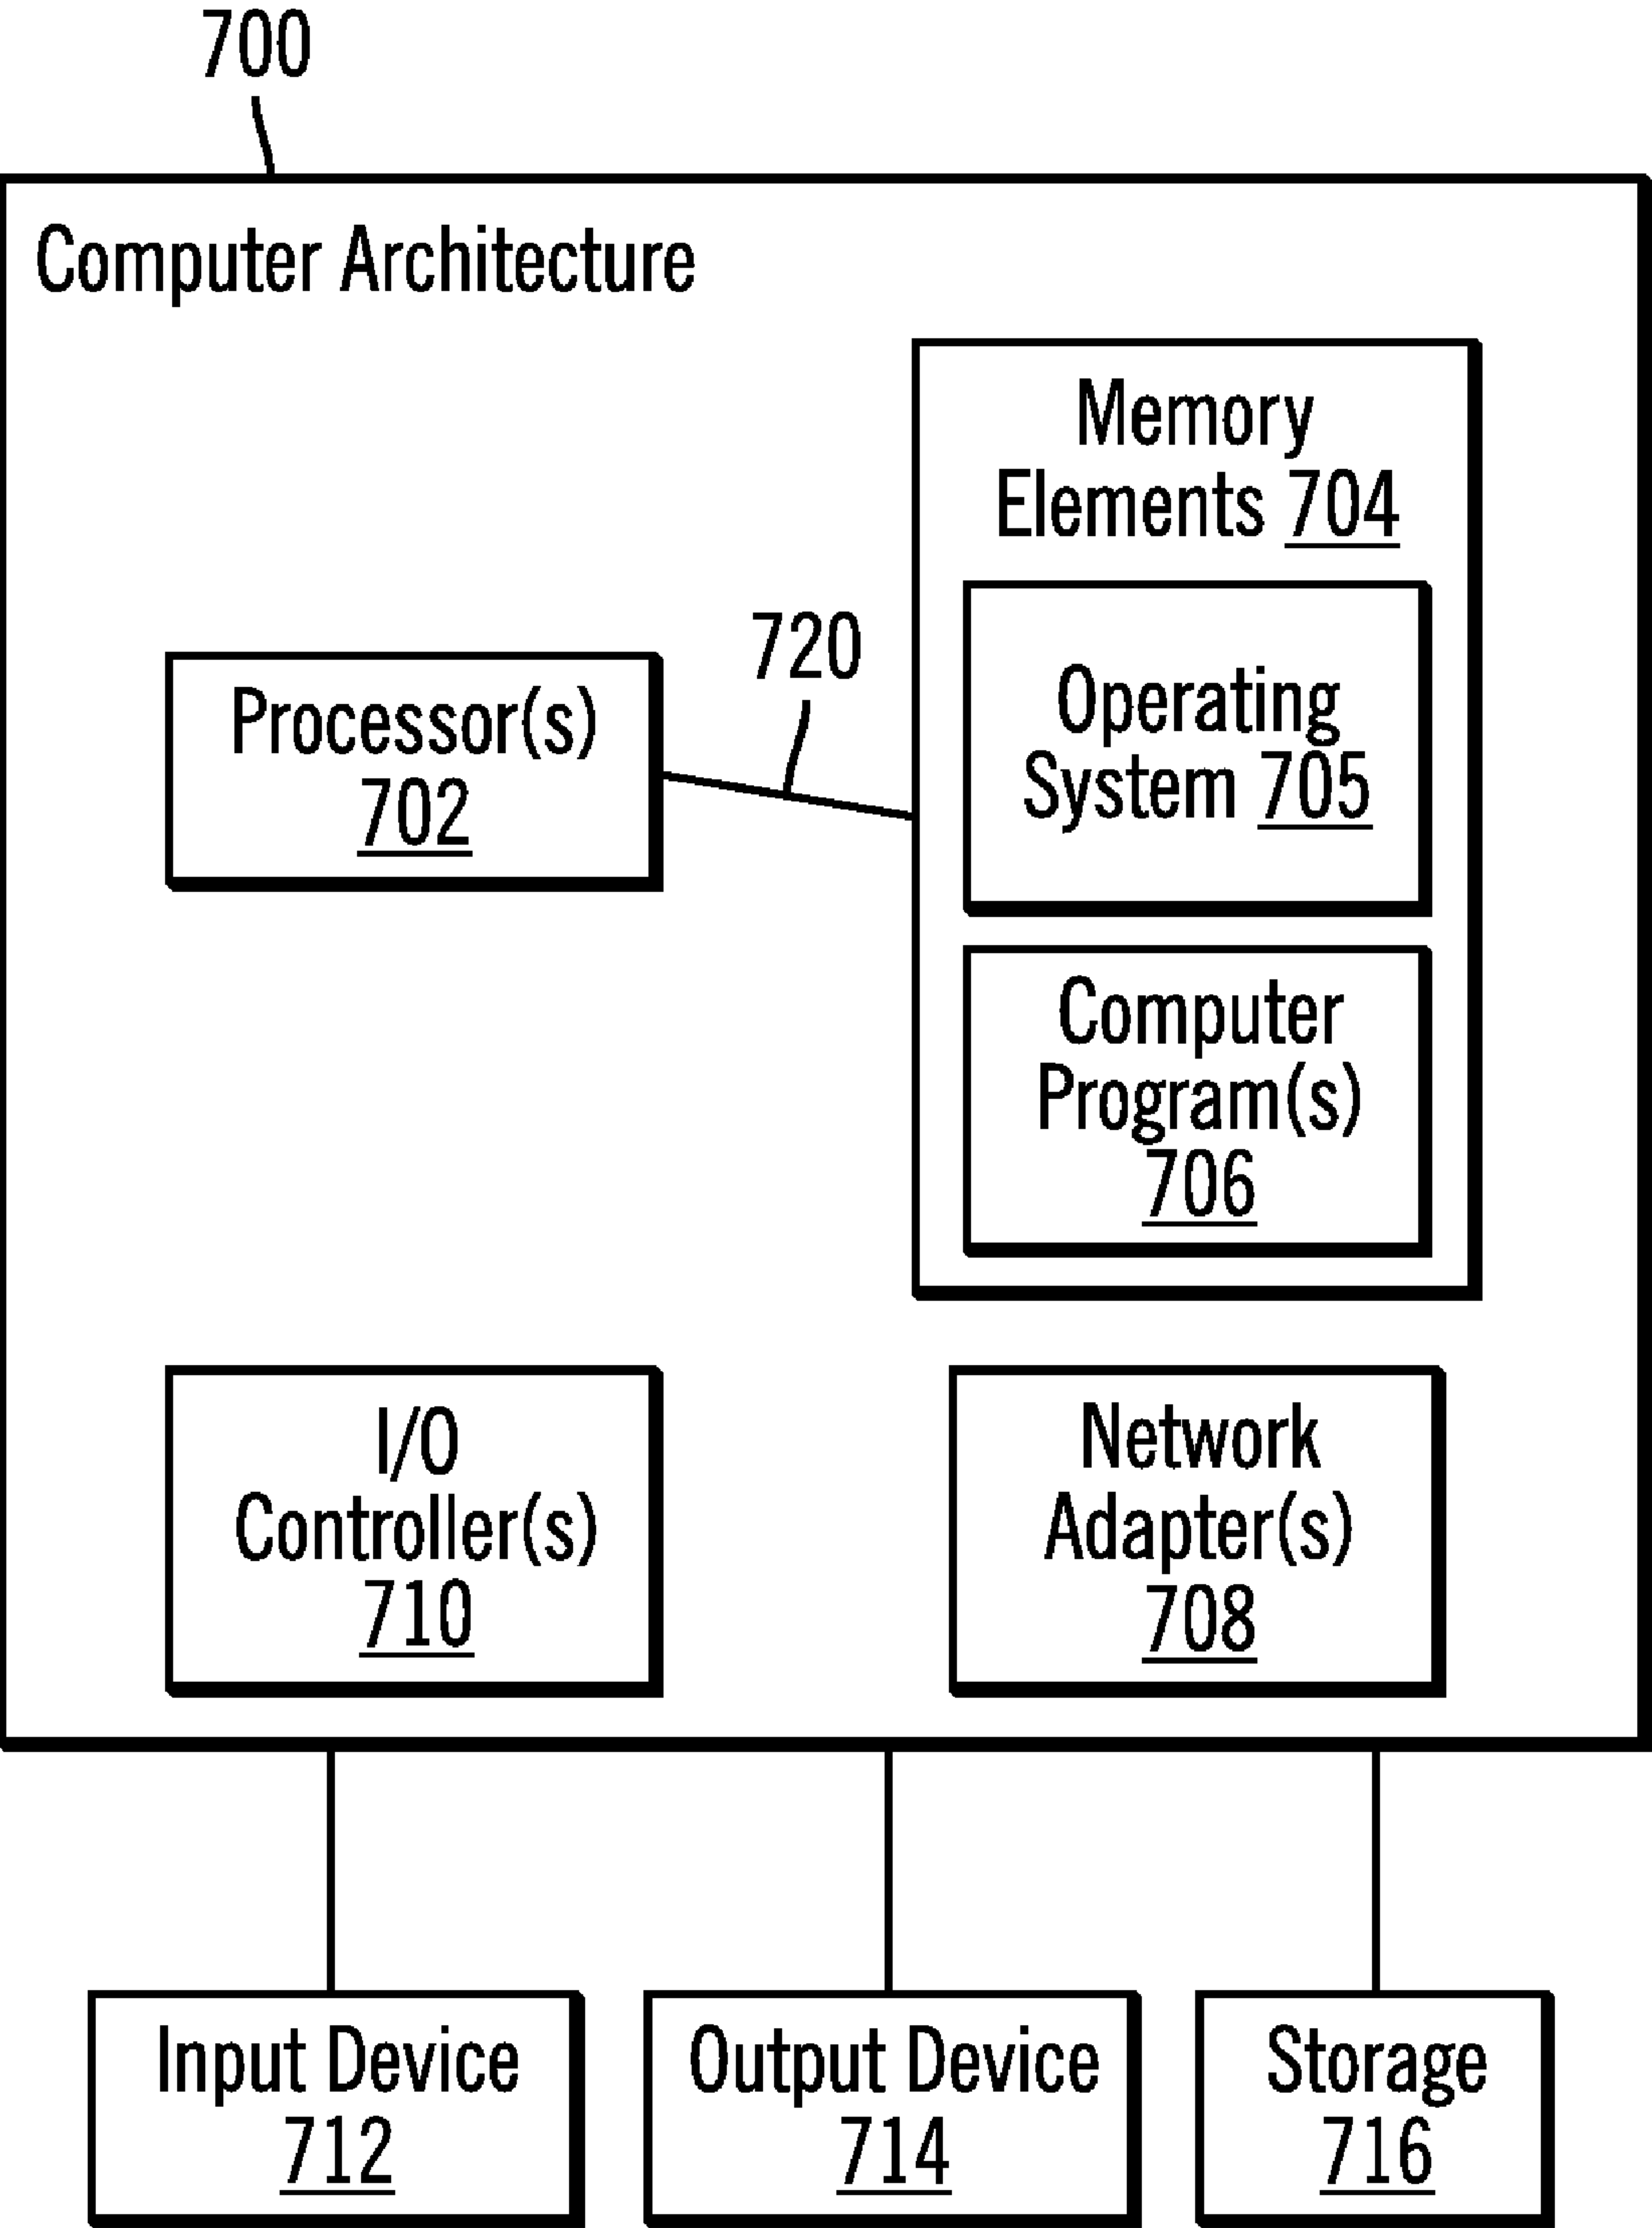 700
Computer Architecture
Memory
Elements 704
720
Operating
System 705
Processor(s)
702
Computer
Program(s)
706
I/O
Controller(s)
710
Network
Adapter(s)
708
Input Device
712
Output Device
714
Storage
716